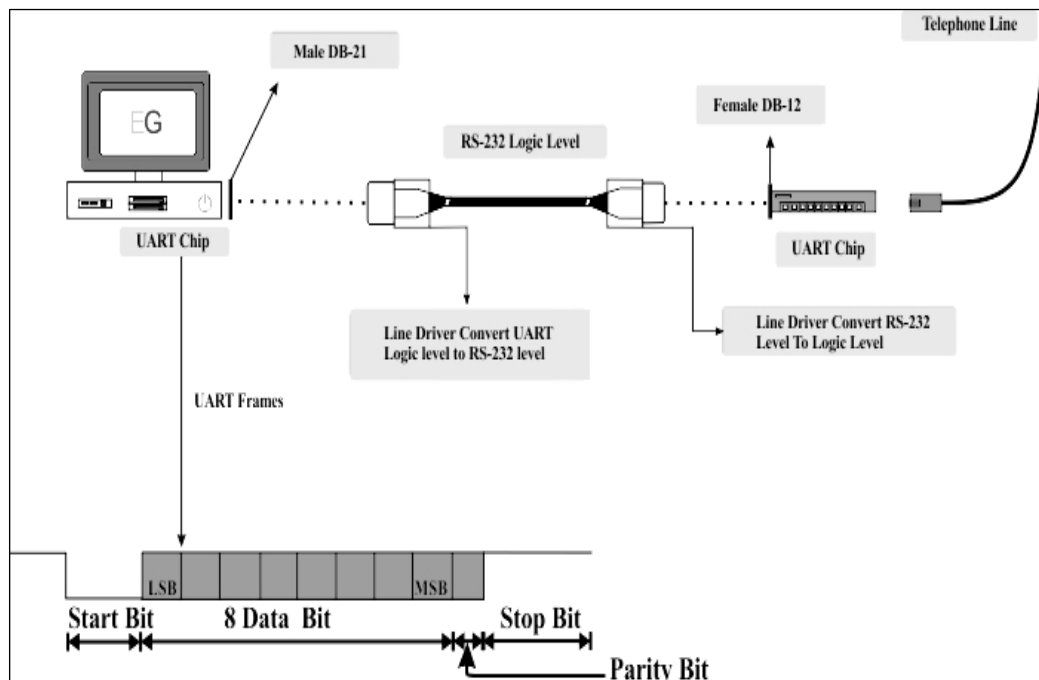 Telephone Line
Male DB-21
EG
Female DB-12
RS-232 Logic Level
UART Chip
UART Chip
Line Driver Convert UART
Logic level to RS-232 level
Line Driver Convert RS-232
Level To Logic Level
UART Frames
LSB
MSB
Start Bit
8 Data Bit
Stop Bit
Parity Bit